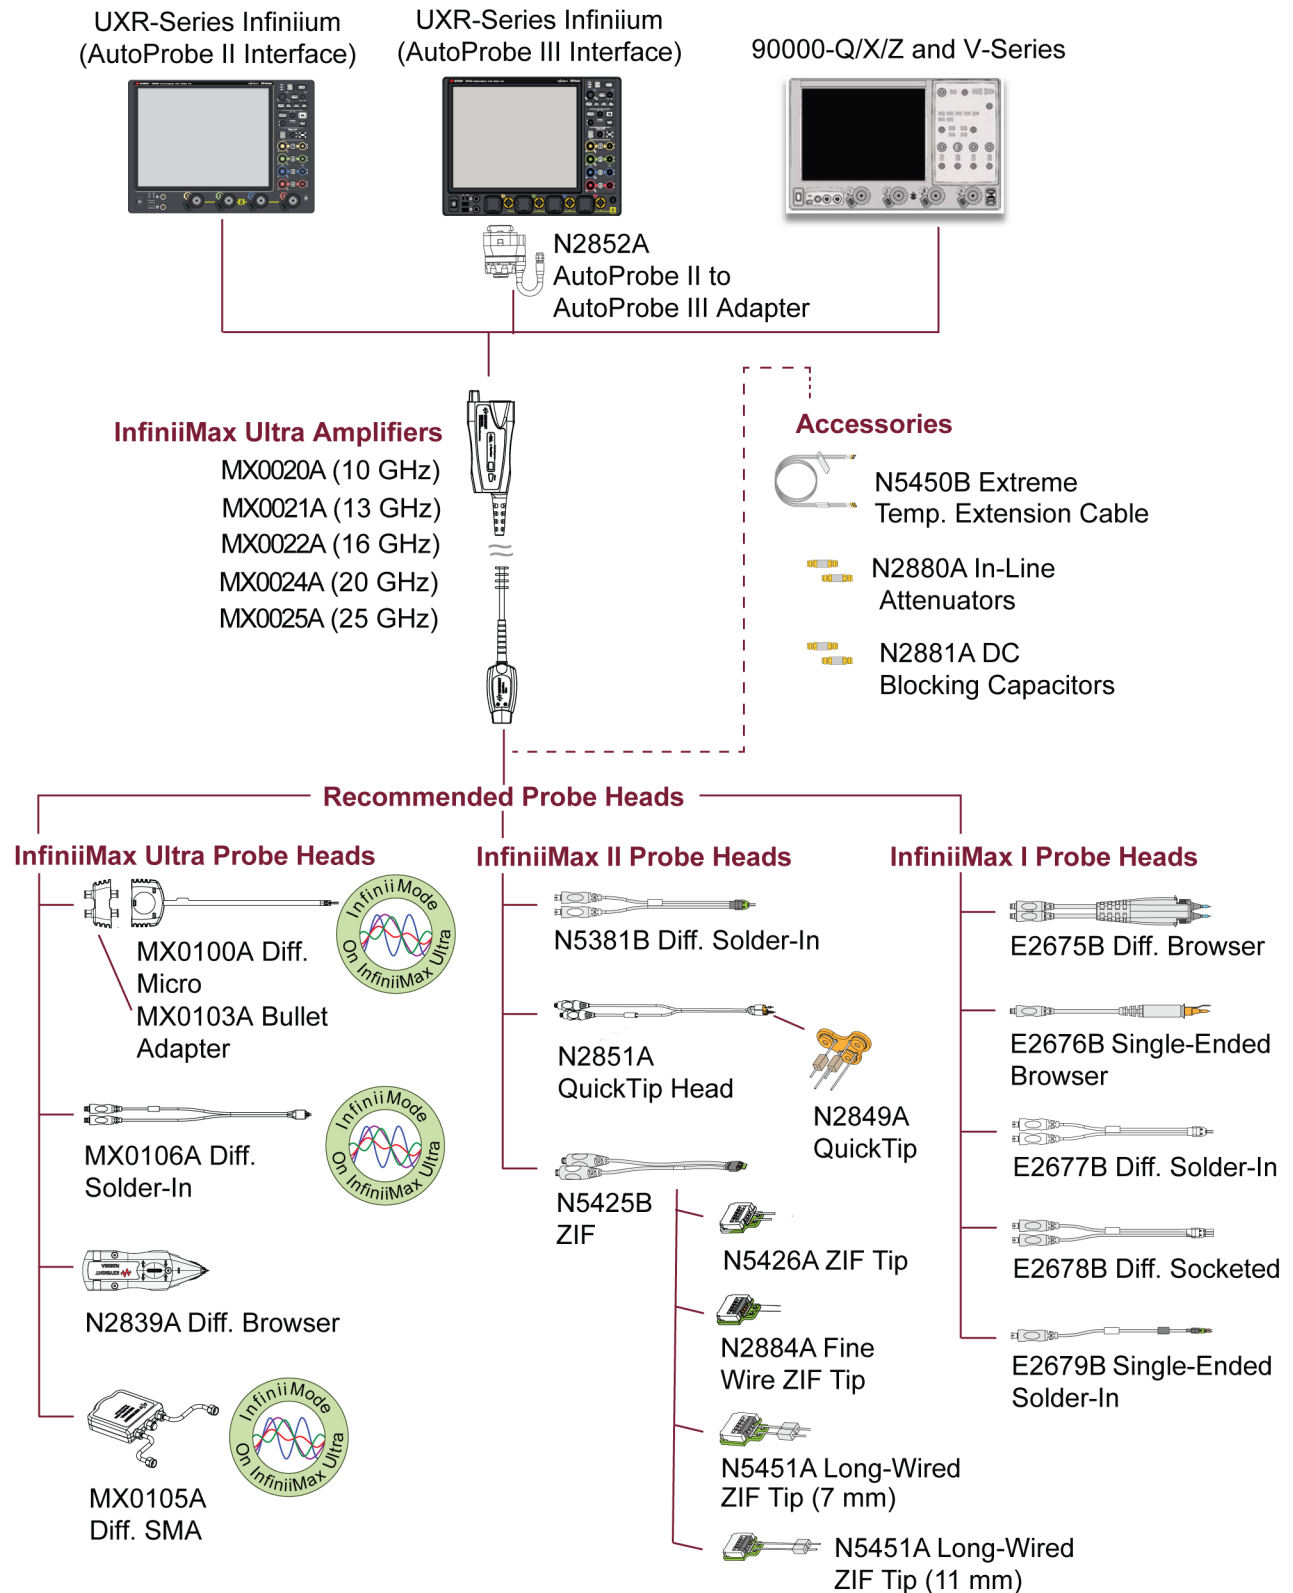 UXR-Series Infiniium
(AutoProbe II Interface)
UXR-Series Infiniium
(AutoProbe III Interface)
90000-Q/X/Z and V-Series
N2852A
AutoProbe II to
AutoProbe III Adapter
InfiniiMax Ultra Amplifiers
MX0020A (10 GHz)
MX0021A (13 GHz)
MX0022A (16 GHz)
MX0024A (20 GHz)
MX0025A (25 GHz)
Accessories
N5450B Extreme
Temp. Extension Cable
N2880A In-Line
Attenuators
N2881A DC
Blocking Capacitors
Recommended Probe Heads
InfiniiMax Ultra Probe Heads
MX0100A Diff.
Micro
MX0103A Bullet
Adapter
InfiniiMode
On InfiniiMax Ultra
MX0106A Diff.
Solder-In
InfiniiMode
On InfiniiMax Ultra
KEYSIGHT
N2839A
N2839A Diff. Browser
MX0105A
Diff. SMA
InfiniiMode
On InfiniiMax Ultra
InfiniiMax II Probe Heads
N5381B Diff. Solder-In
N2851A
QuickTip Head
N2849A
QuickTip
N5425B
ZIF
N5426A ZIF Tip
N2884A Fine
Wire ZIF Tip
N5451A Long-Wired
ZIF Tip (7 mm)
N5451A Long-Wired
ZIF Tip (11 mm)
InfiniiMax I Probe Heads
E2675B Diff. Browser
E2676B Single-Ended
Browser
E2677B Diff. Solder-In
E2678B Diff. Socketed
E2679B Single-Ended
Solder-In